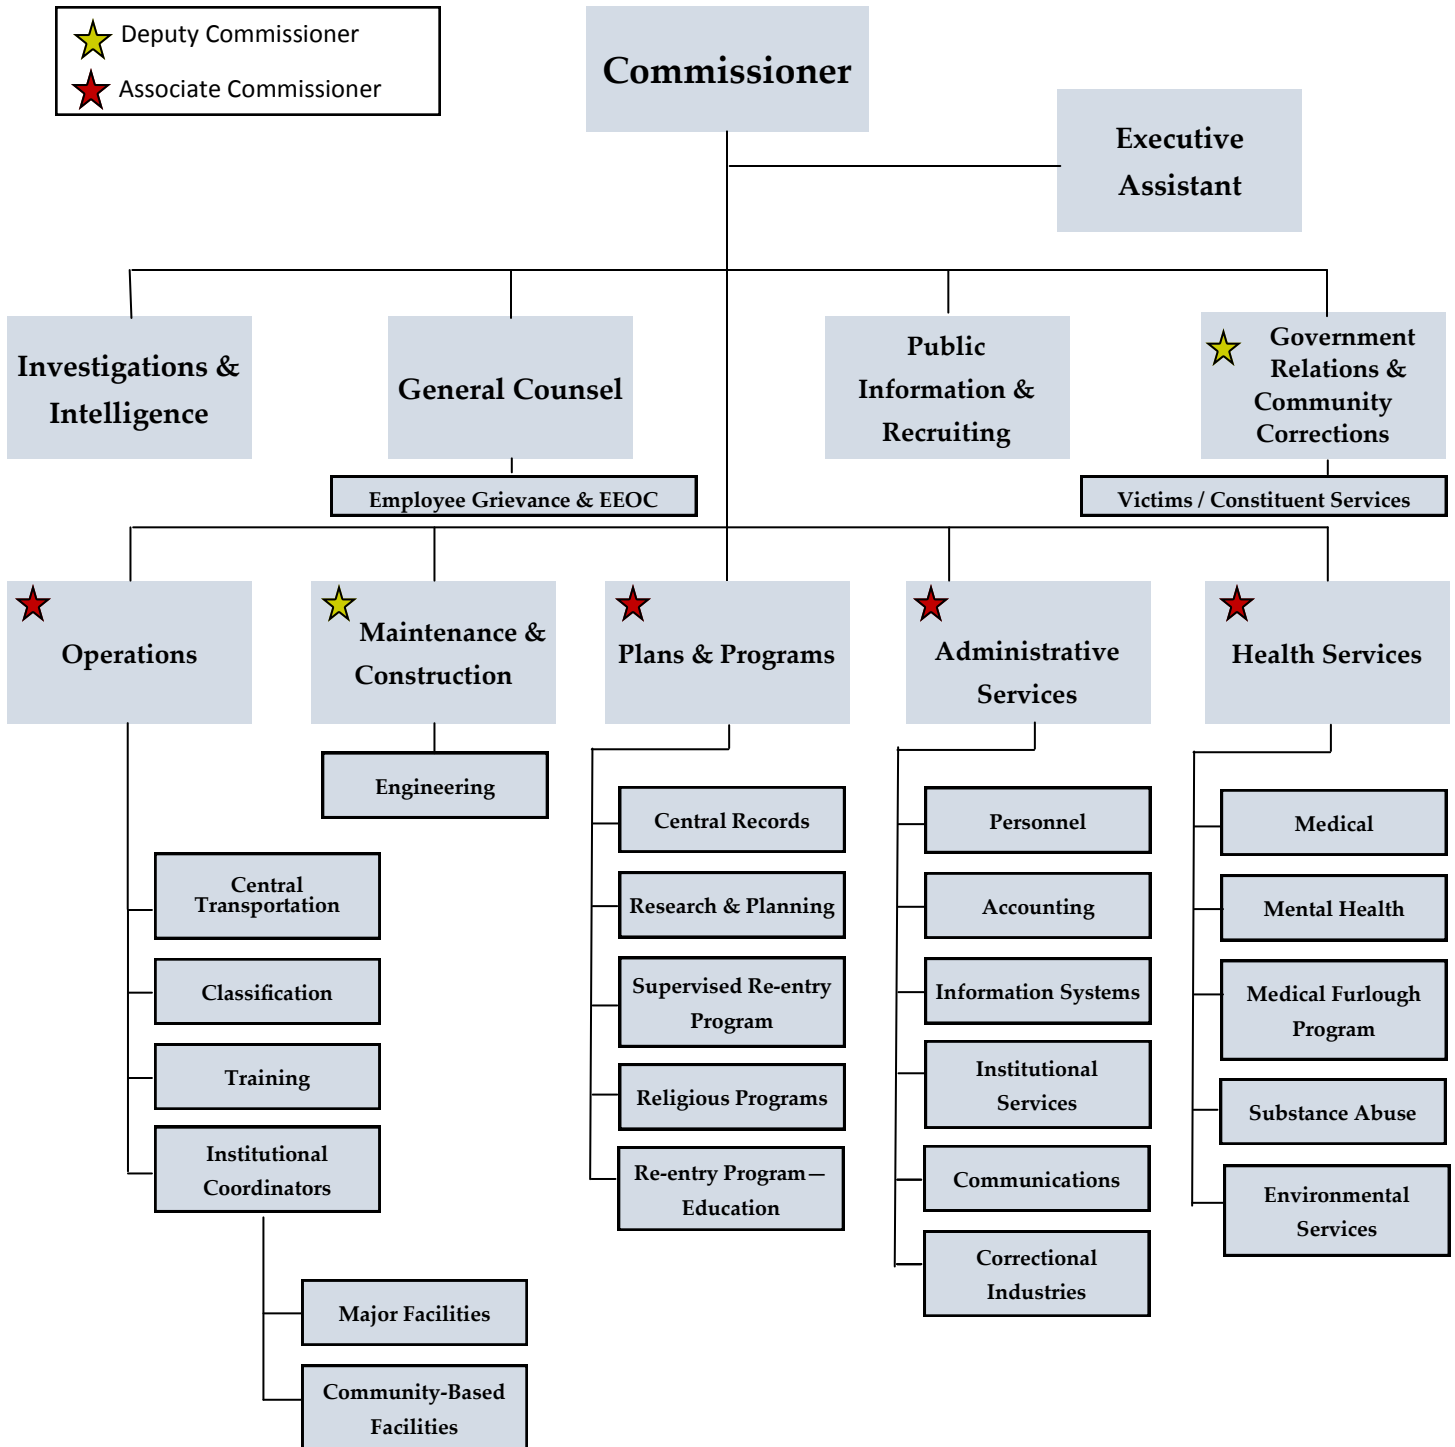 Deputy Commissioner
Associate Commissioner
Commissioner
Executive
Assistant
Investigations &
Intelligence
General Counsel
Public
Information &
Recruiting
Government
Relations &
Community
Corrections
Employee Grievance & EEOC
Victims / Constituent Services
Operations
Maintenance &
Construction
Plans & Programs
Administrative
Services
Health Services
Engineering
Central
Transportation
Classification
Training
Institutional
Coordinators
Major Facilities
Community-Based
Facilities
Central Records
Research & Planning
Supervised Re-entry
Program
Religious Programs
Re-entry Program—
Education
Personnel
Accounting
Information Systems
Institutional
Services
Communications
Correctional
Industries
Medical
Mental Health
Medical Furlough
Program
Substance Abuse
Environmental
Services